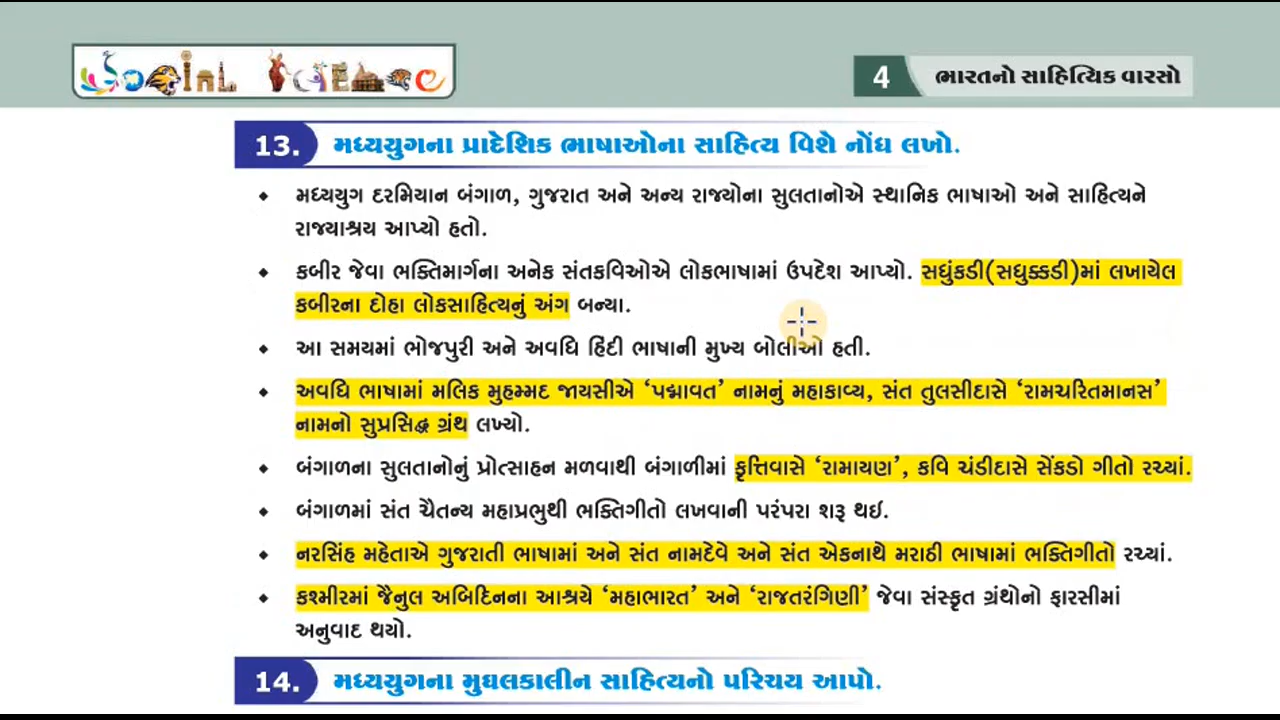 Social Science
4 ભારતનો સાહિત્યિક વારસો
13. મધ્યયુગના પ્રાદેશિક ભાષાઓના સાહિત્ય વિશે નોંધ લખો.
મધ્યયુગ દરમિયાન બંગાળ, ગુજરાત અને અન્ય રાજ્યોના સુલતાનોએ સ્થાનિક ભાષાઓ અને સાહિત્યને
રાજ્યાશ્રય આપ્યો હતો.
કબીર જેવા ભક્તિમાર્ગના અનેક સંતકવિઓએ લોકભાષામાં ઉપદેશ આપ્યો. સધુંકડી(સધુક્કડી)માં લખાયેલ
કબીરના દોહા લોકસાહિત્યનું અંગ બન્યા.
આ સમયમાં ભોજપુરી અને અવધિ હિંદી ભાષાની મુખ્ય બોલીઓ હતી.
અવધિ ભાષામાં મલિક મુહમ્મદ જાયસીએ ‘પદ્માવત’ નામનું મહાકાવ્ય, સંત તુલસીદાસે ‘રામચરિતમાનસ’
નામનો સુપ્રસિદ્ધ ગ્રંથ લખ્યો.
બંગાળના સુલતાનોનું પ્રોત્સાહન મળવાથી બંગાળીમાં કૃત્તિવાસે ‘રામાયણ’, કવિ ચંડીદાસે સેંકડો ગીતો રચ્યાં.
બંગાળમાં સંત ચૈતન્ય મહાપ્રભુથી ભક્તિગીતો લખવાની પરંપરા શરૂ થઈ.
નરસિંહ મહેતાએ ગુજરાતી ભાષામાં અને સંત નામદેવે અને સંત એકનાથે મરાઠી ભાષામાં ભક્તિગીતો રચ્યાં.
કશ્મીરમાં જૈનુલ અબિદિનના આશ્રયે ‘મહાભારત’ અને ‘રાજતરંગિણી’ જેવા સંસ્કૃત ગ્રંથોનો ફારસીમાં
અનુવાદ થયો.
14. મધ્યયુગના મુઘલકાલીન સાહિત્યનો પરિચય આપો.